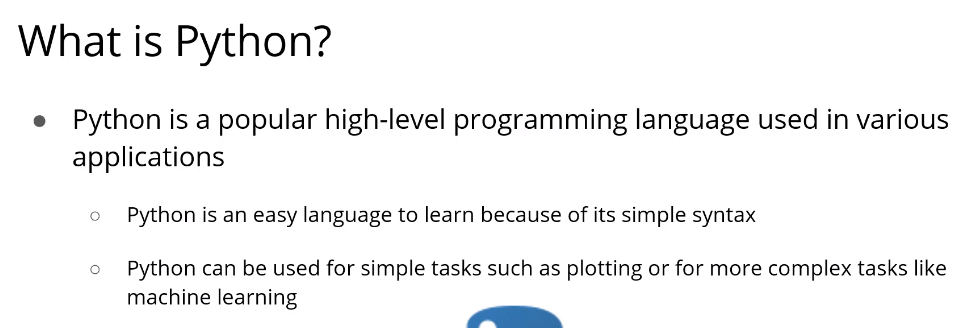 What is Python?
● Python is a popular high-level programming language used in various
applications
○ Python is an easy language to learn because of its simple syntax
○ Python can be used for simple tasks such as plotting or for more complex tasks like
machine learning